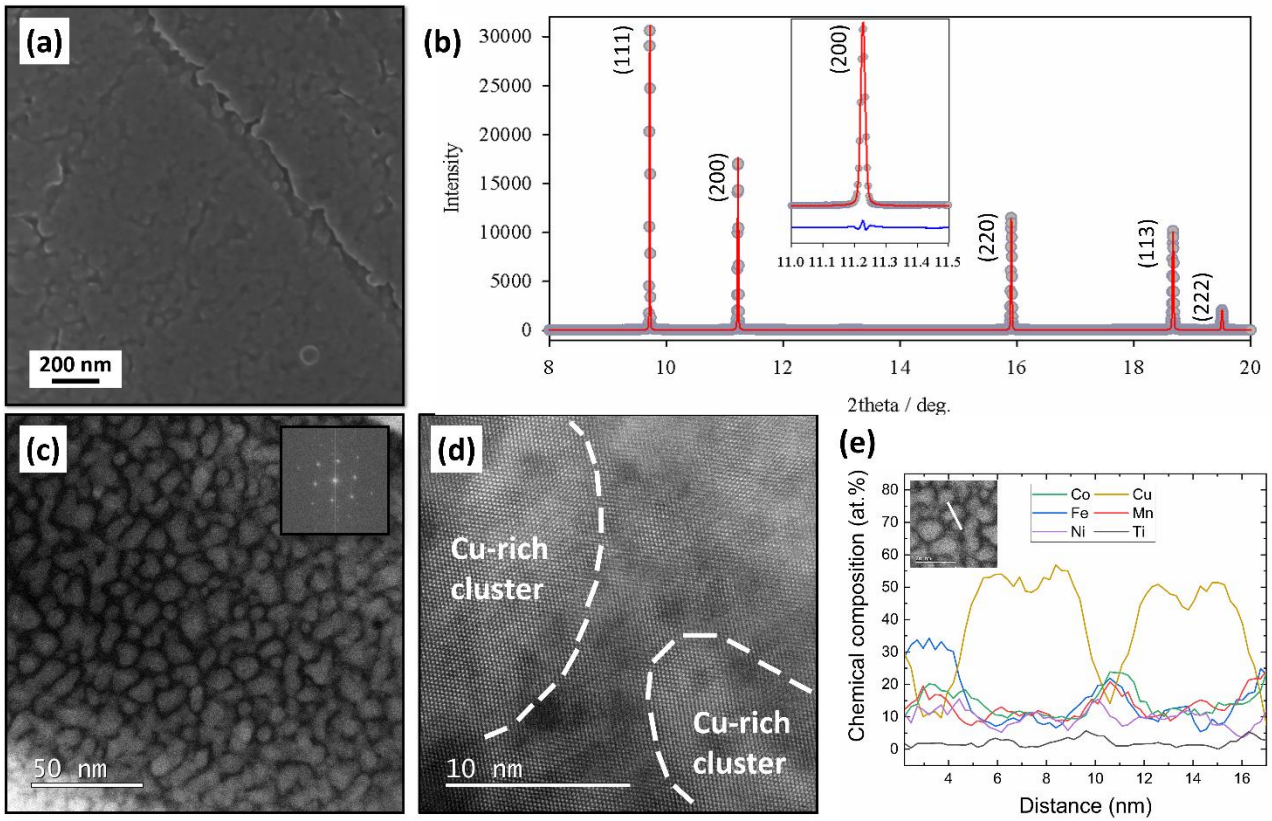 (a)
200 nm
(b)
Intensity
30000
25000
20000
15000
10000
5000
0
(111)
(200)
(200)
11.0 11.1 11.2 11.3 11.4 11.5
(220)
(113)
(222)
8 10 12 14 16 18 20
2theta / deg.
(c)
50 nm
(d)
Cu-rich
cluster
Cu-rich
cluster
10 nm
(e)
Chemical composition (at.%)
80
70
60
50
40
30
20
10
0
Co Cu
Fe Mn
Ni Ti
4 6 8 10 12 14 16
Distance (nm)